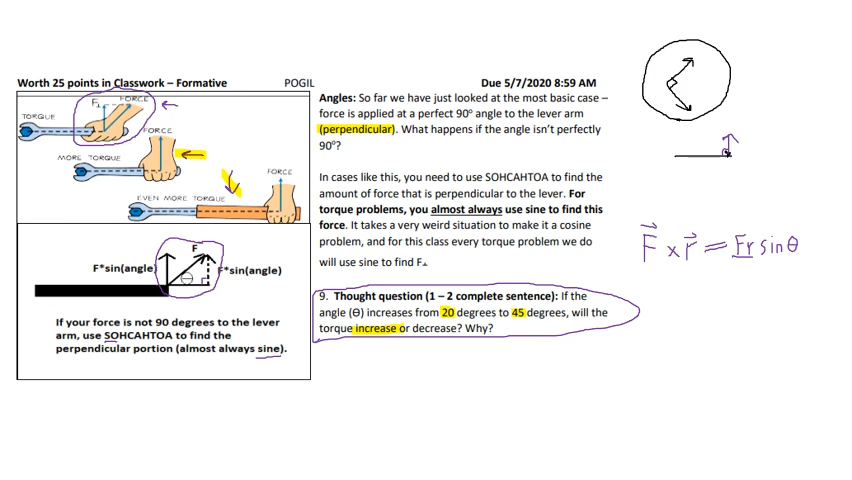 Worth 25 points in Classwork – Formative
POGIL
Due 5/7/2020 8:59 AM
F⊥
FORCE
TORQUE
FORCE
MORE TORQUE
FORCE
EVEN MORE TORQUE
F
F*sin(angle)
θ
F*sin(angle)
If your force is not 90 degrees to the lever
arm, use SOHCAHTOA to find the
perpendicular portion (almost always sine).
Angles: So far we have just looked at the most basic case –
force is applied at a perfect 90° angle to the lever arm
(perpendicular). What happens if the angle isn't perfectly
90°?
In cases like this, you need to use SOHCAHTOA to find the
amount of force that is perpendicular to the lever. For
torque problems, you almost always use sine to find this
force. It takes a very weird situation to make it a cosine
problem, and for this class every torque problem we do
will use sine to find F⊥
9. Thought question (1 – 2 complete sentence): If the
angle (Θ) increases from 20 degrees to 45 degrees, will the
torque increase or decrease? Why?
F⃗ x r⃗ = Fr sinθ